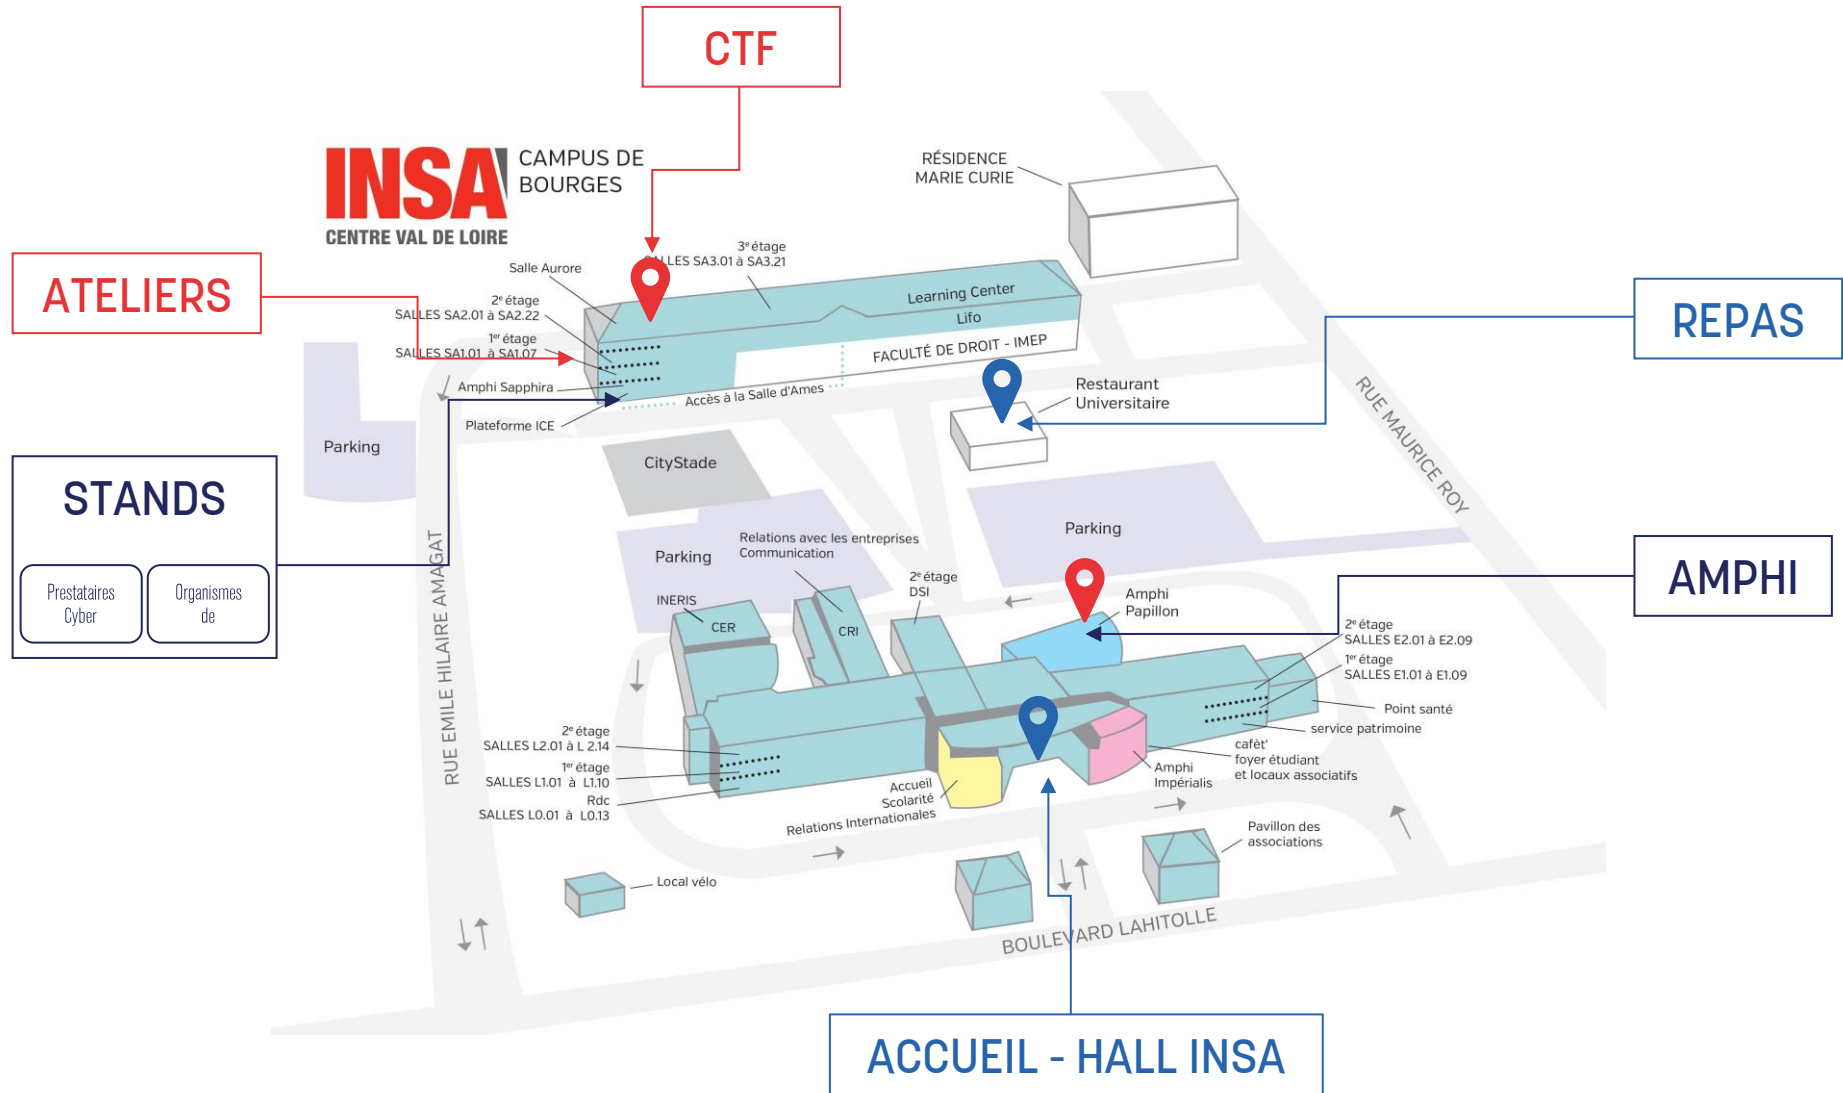 CTF
INSA
CAMPUS DE
BOURGES
CENTRE VAL DE LOIRE
RÉSIDENCE
MARIE CURIE
ATELIERS
REPAS
STANDS
Prestataires
Cyber
Organismes
de
AMPHI
ACCUEIL - HALL INSA
Salle Aurore
3e étage
SALLES SA3.01 à SA3.21
2e étage
SALLES SA2.01 à SA2.22
1er étage
SALLES SA1.01 à SA1.07
Amphi Sapphira
Plateforme ICE
Learning Center
Lifo
FACULTÉ DE DROIT - IMEP
Accès à la Salle d'Ames
Restaurant
Universitaire
RUE MAURICE ROY
Parking
CityStade
Parking
Parking
RUE EMILE HILAIRE AMAGAT
Relations avec les entreprises
Communication
INERIS
CER
CRI
2e étage
DSI
Amphi
Papillon
2e étage
SALLES E2.01 à E2.09
1er étage
SALLES E1.01 à E1.09
Point santé
service patrimoine
cafèt'
foyer étudiant
et locaux associatifs
Amphi
Impérialis
2e étage
SALLES L2.01 à L 2.14
1er étage
SALLES L1.01 à L1.10
Rdc
SALLES L0.01 à L0.13
Accueil
Scolarité
Relations Internationales
Pavillon des
associations
Local vélo
BOULEVARD LAHITOLLE